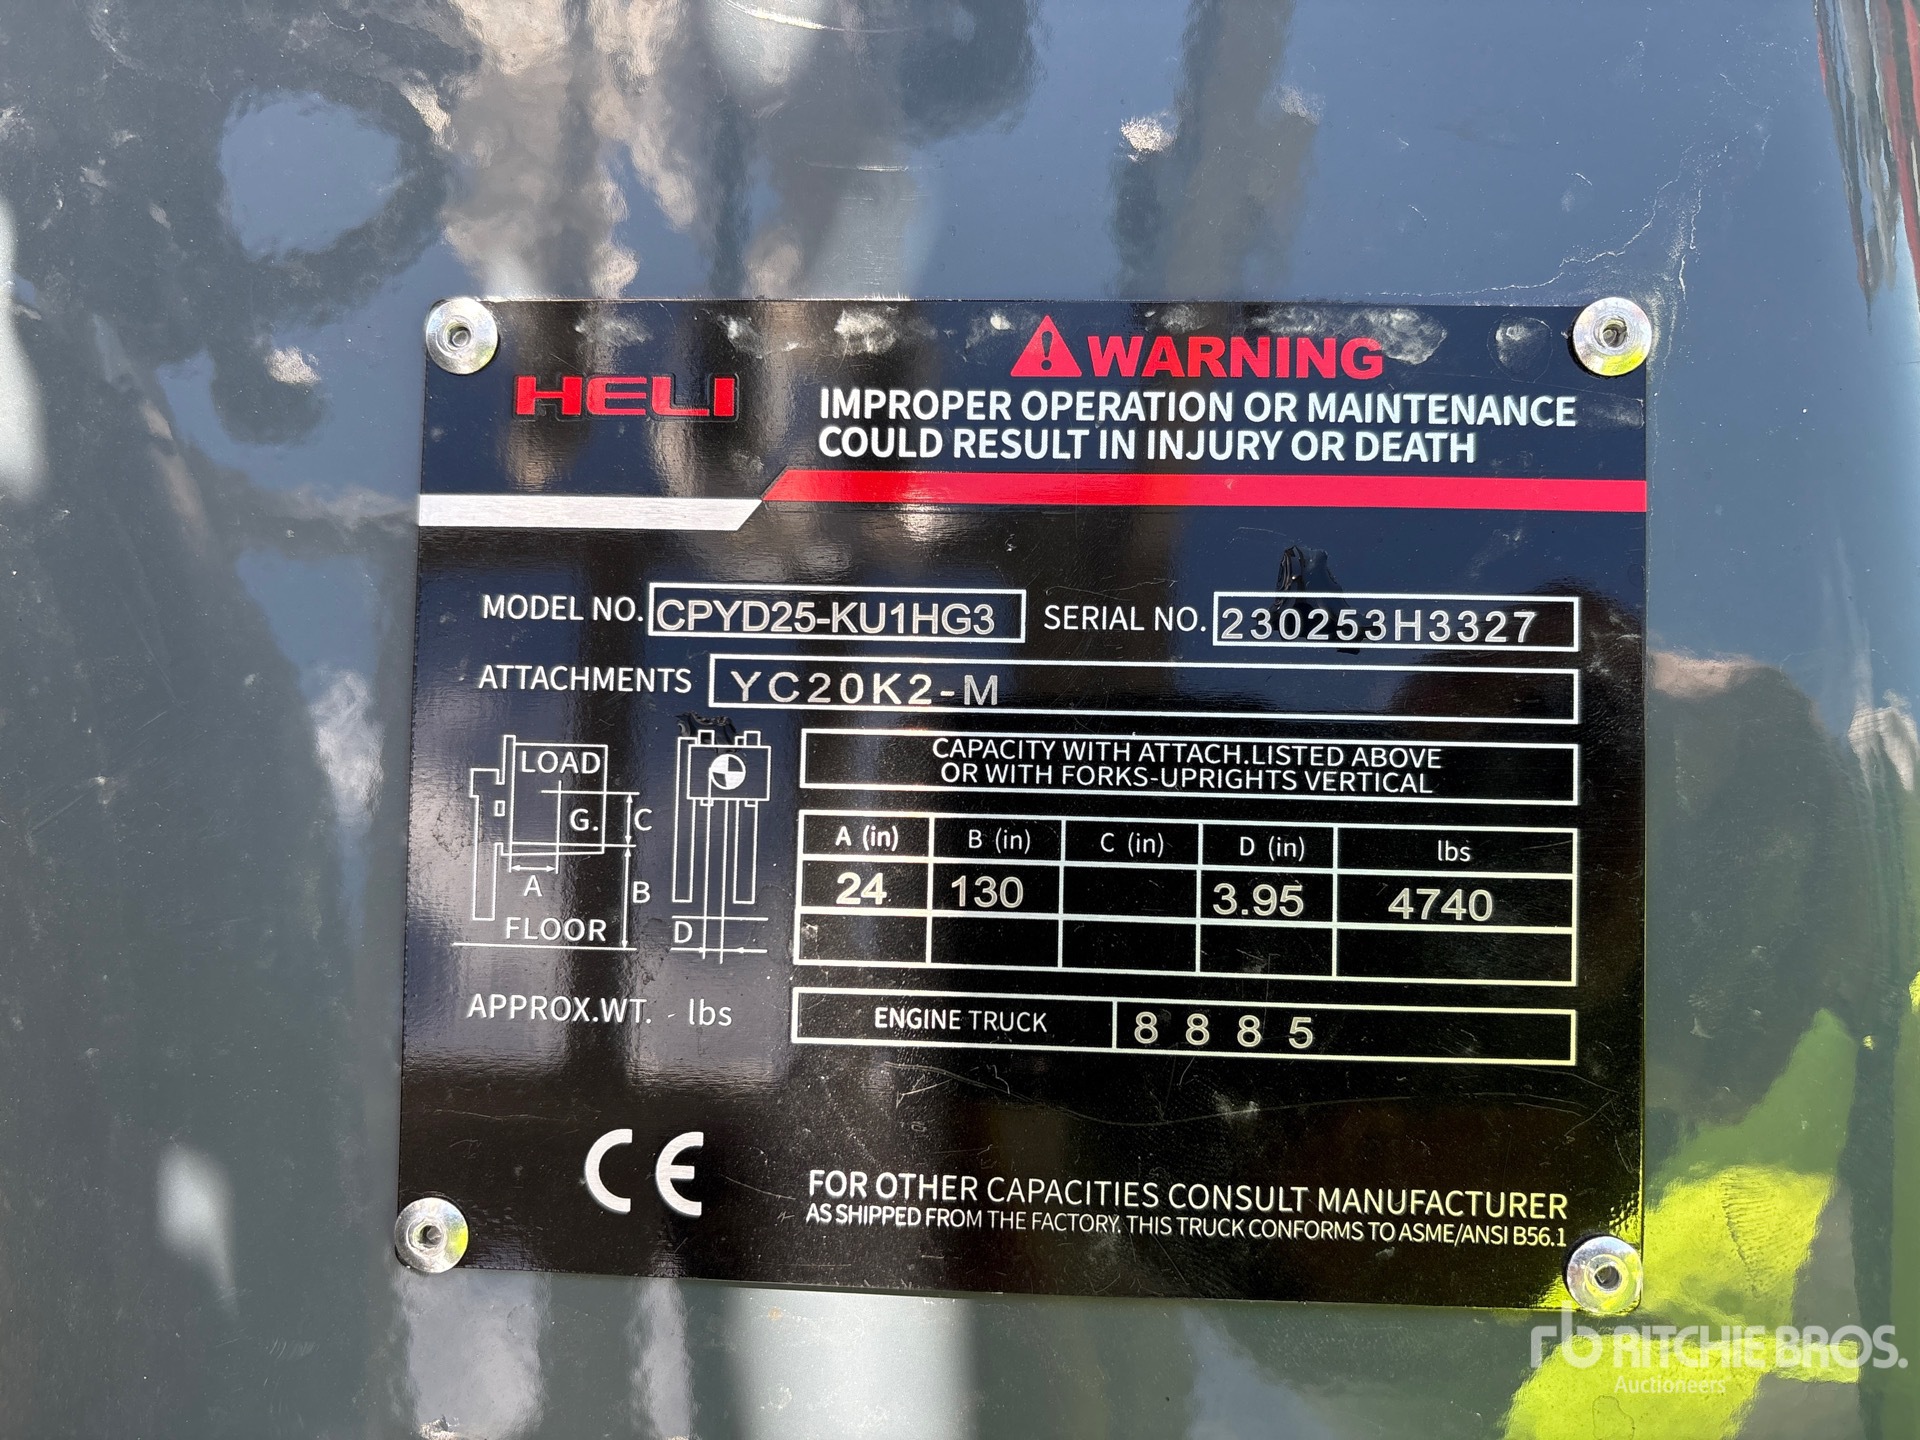 HELI
WARNING
IMPROPER OPERATION OR MAINTENANCE
COULD RESULT IN INJURY OR DEATH
MODEL NO. CPYD25-KU1HG3 SERIAL NO. 230253H3327
ATTACHMENTS YC20K2-M
LOAD
G. C
A B
FLOOR D
CAPACITY WITH ATTACH.LISTED ABOVE
OR WITH FORKS-UPRIGHTS VERTICAL
A (in) B (in) C (in) D (in) lbs
24 130 3.95 4740
APPROX.WT. - lbs ENGINE TRUCK 8885
CE
FOR OTHER CAPACITIES CONSULT MANUFACTURER
AS SHIPPED FROM THE FACTORY. THIS TRUCK CONFORMS TO ASME/ANSI B56.1
rb RITCHIE BROS.
Auctioneers